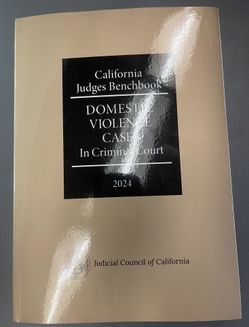 California
Judges Benchbook
DOMESTIC
VIOLENCE
CASES
In Criminal Court
2024
Judicial Council of California